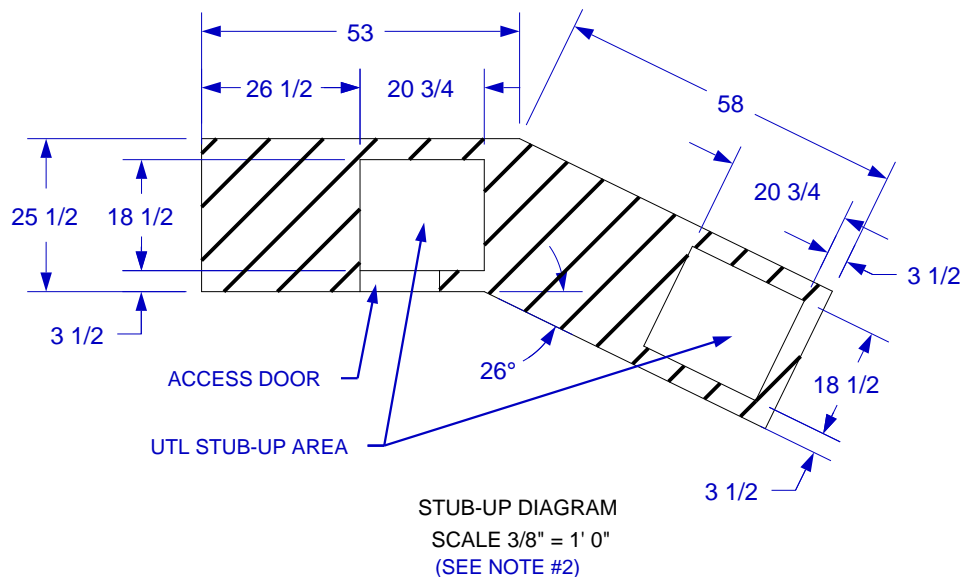 53
26 1/2
20 3/4
58
20 3/4
25 1/2
18 1/2
3 1/2
3 1/2
26°
18 1/2
ACCESS DOOR
UTL STUB-UP AREA
3 1/2
STUB-UP DIAGRAM
SCALE 3/8" = 1' 0"
(SEE NOTE #2)